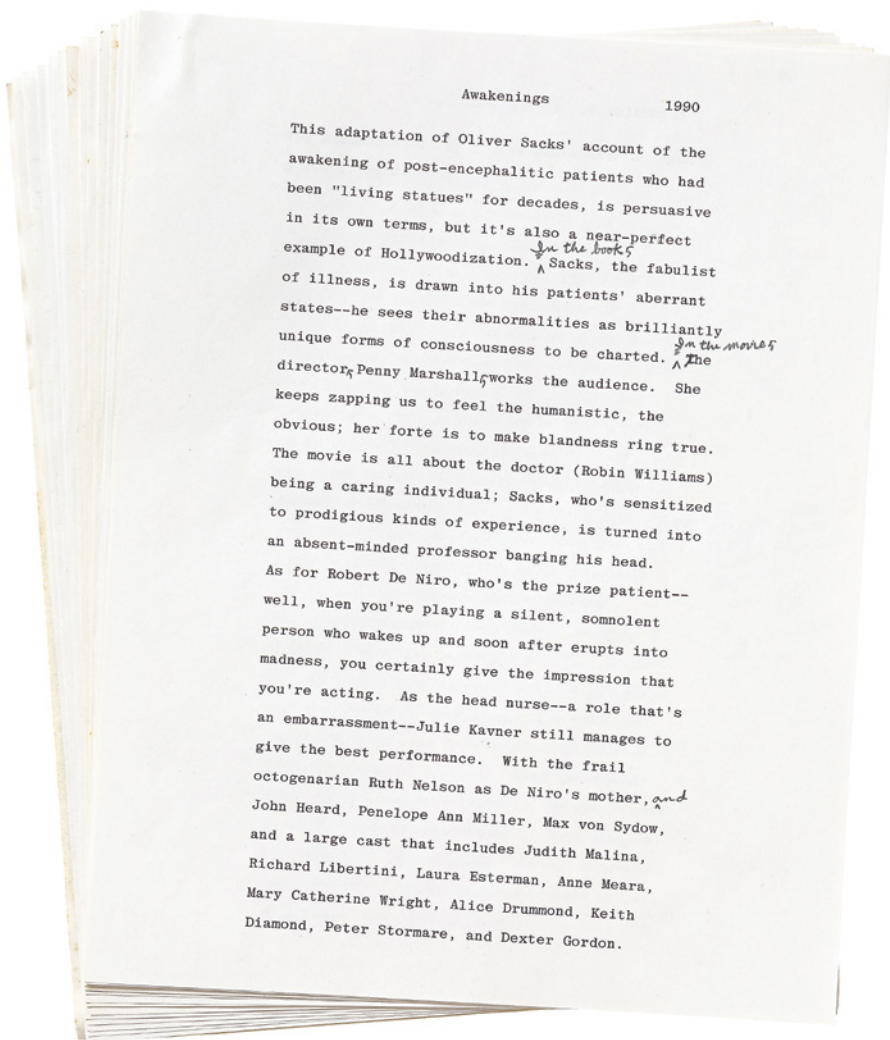 Awakenings 1990
This adaptation of Oliver Sacks' account of the
awakening of post-encephalitic patients who had
been "living statues" for decades, is persuasive
in its own terms, but it's also a near-perfect
In the books
example of Hollywoodization. Sacks, the fabulist
of illness, is drawn into his patients' aberrant
states--he sees their abnormalities as brilliantly
In the movies
unique forms of consciousness to be charted. the
director, Penny Marshall, works the audience. She
keeps zapping us to feel the humanistic, the
obvious; her forte is to make blandness ring true.
The movie is all about the doctor (Robin Williams)
being a caring individual; Sacks, who's sensitized
to prodigious kinds of experience, is turned into
an absent-minded professor banging his head.
As for Robert De Niro, who's the prize patient--
well, when you're playing a silent, somnolent
person who wakes up and soon after erupts into
madness, you certainly give the impression that
you're acting. As the head nurse--a role that's
an embarrassment--Julie Kavner still manages to
give the best performance. With the frail
octogenarian Ruth Nelson as De Niro's mother, and
John Heard, Penelope Ann Miller, Max von Sydow,
and a large cast that includes Judith Malina,
Richard Libertini, Laura Esterman, Anne Meara,
Mary Catherine Wright, Alice Drummond, Keith
Diamond, Peter Stormare, and Dexter Gordon.